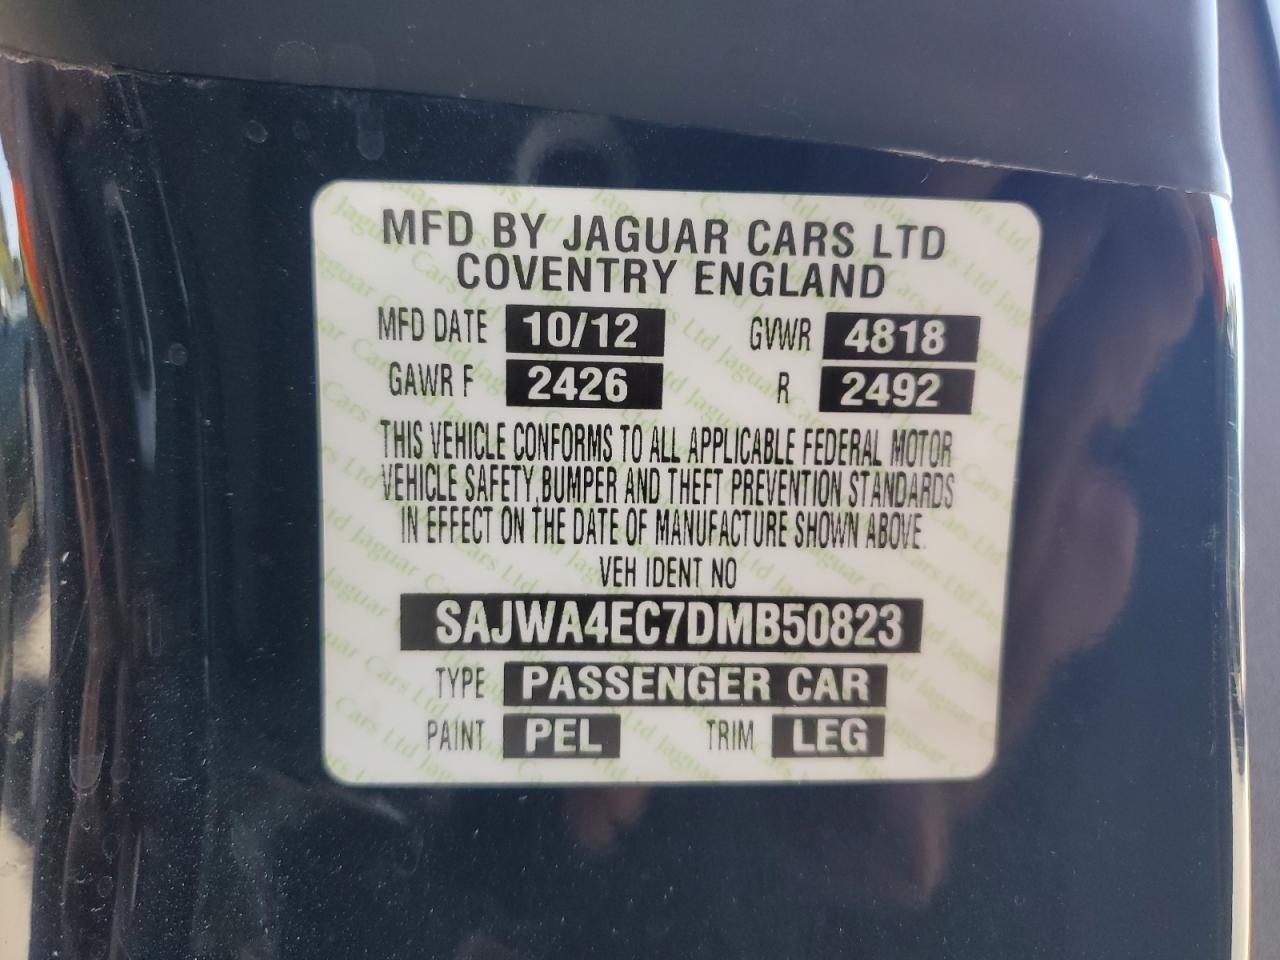 MFD BY JAGUAR CARS LTD
COVENTRY ENGLAND
MFD DATE 10/12 GVWR 4818
GAWR F 2426 R 2492
THIS VEHICLE CONFORMS TO ALL APPLICABLE FEDERAL MOTOR
VEHICLE SAFETY, BUMPER AND THEFT PREVENTION STANDARDS
IN EFFECT ON THE DATE OF MANUFACTURE SHOWN ABOVE.
VEH IDENT NO
SAJWA4EC7DMB50823
TYPE PASSENGER CAR
PAINT PEL TRIM LEG